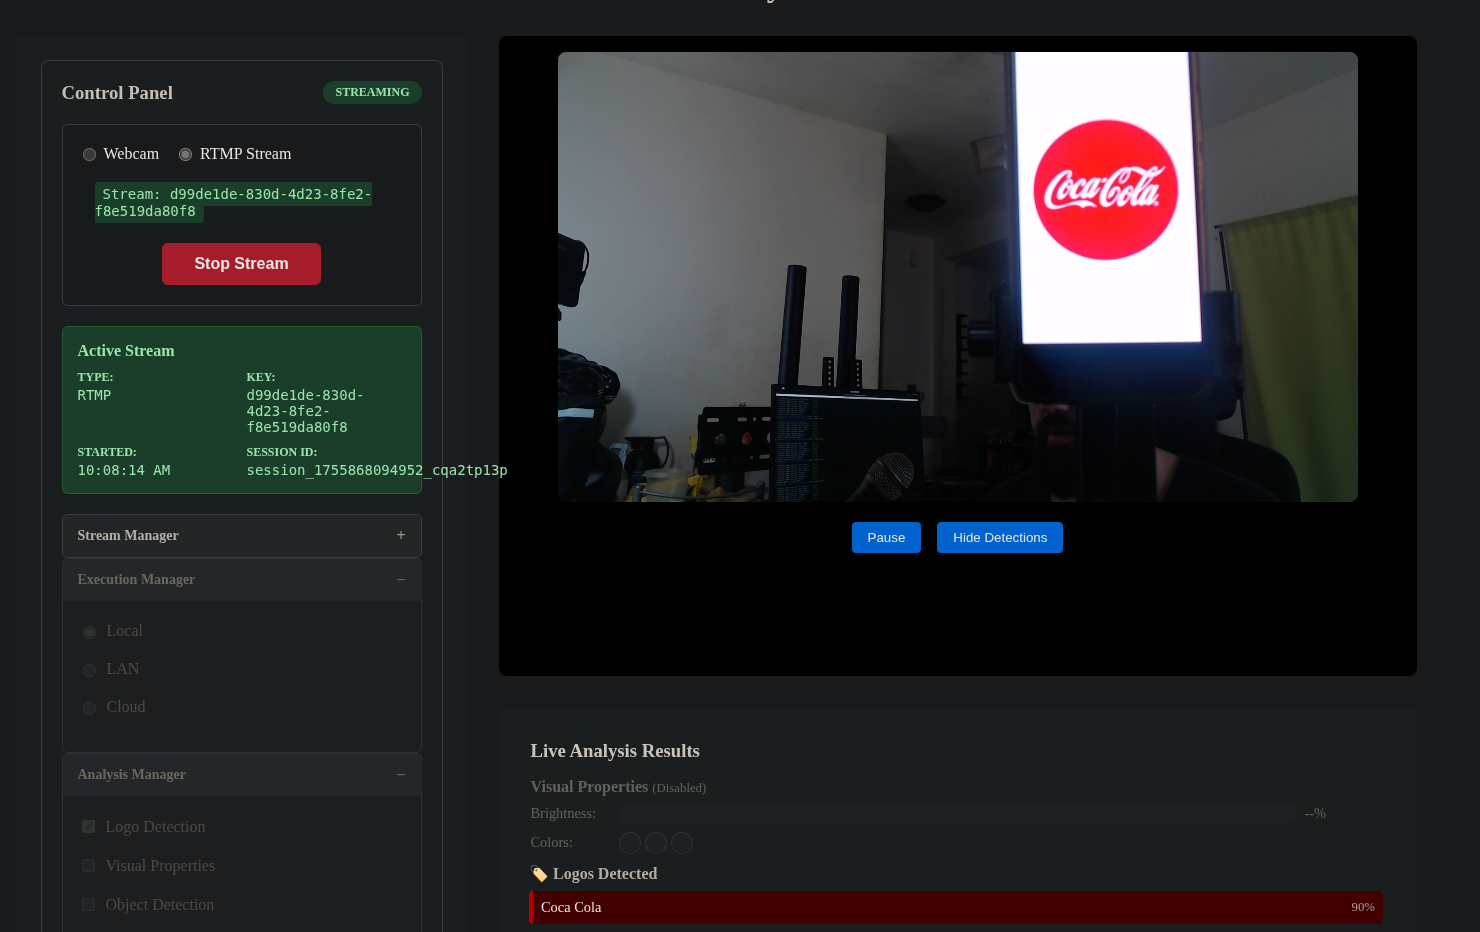 Control Panel
STREAMING
Webcam
RTMP Stream
Stream: d99de1de-830d-4d23-8fe2-
f8e519da80f8
Stop Stream
Active Stream
TYPE:
RTMP
KEY:
d99de1de-830d-
4d23-8fe2-
f8e519da80f8
STARTED:
10:08:14 AM
SESSION ID:
session_1755868094952_cqa2tp13p
Stream Manager
+
Execution Manager
−
Local
LAN
Cloud
Analysis Manager
−
Logo Detection
Visual Properties
Object Detection
Coca-Cola
Pause
Hide Detections
Live Analysis Results
Visual Properties (Disabled)
Brightness:
--%
Colors:
Logos Detected
Coca Cola
90%